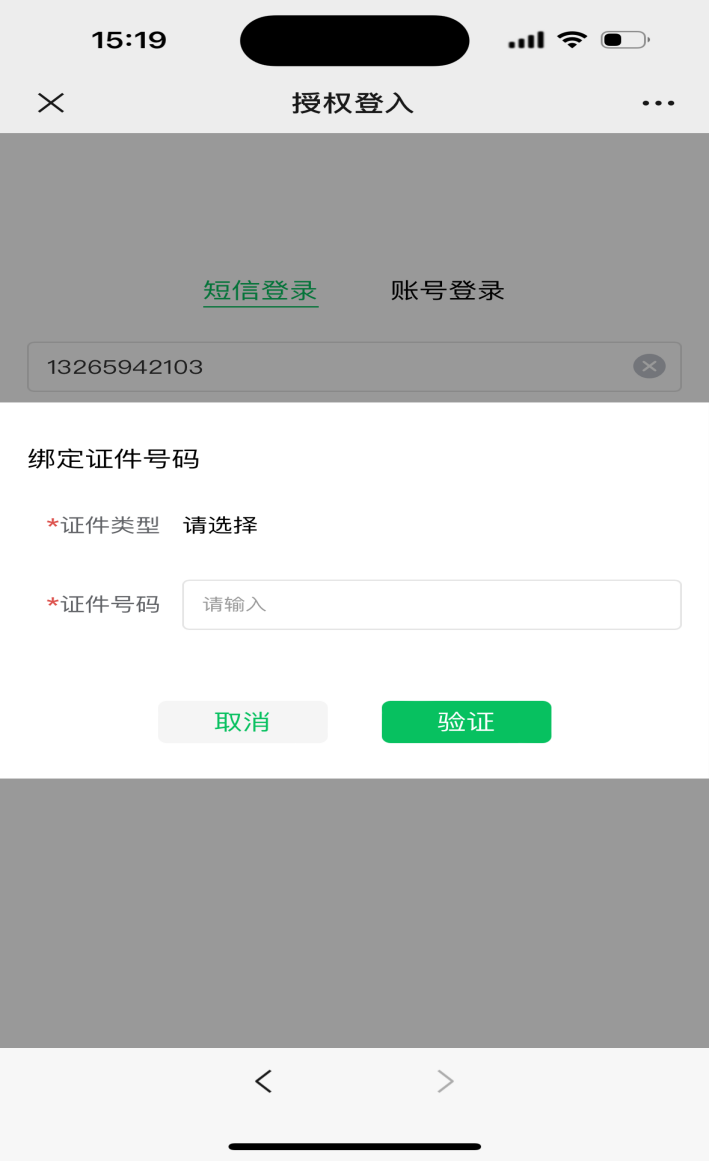 15:19
授权登入
短信登录 账号登录
13265942103
绑定证件号码
*证件类型 请选择
*证件号码 请输入
取消 验证